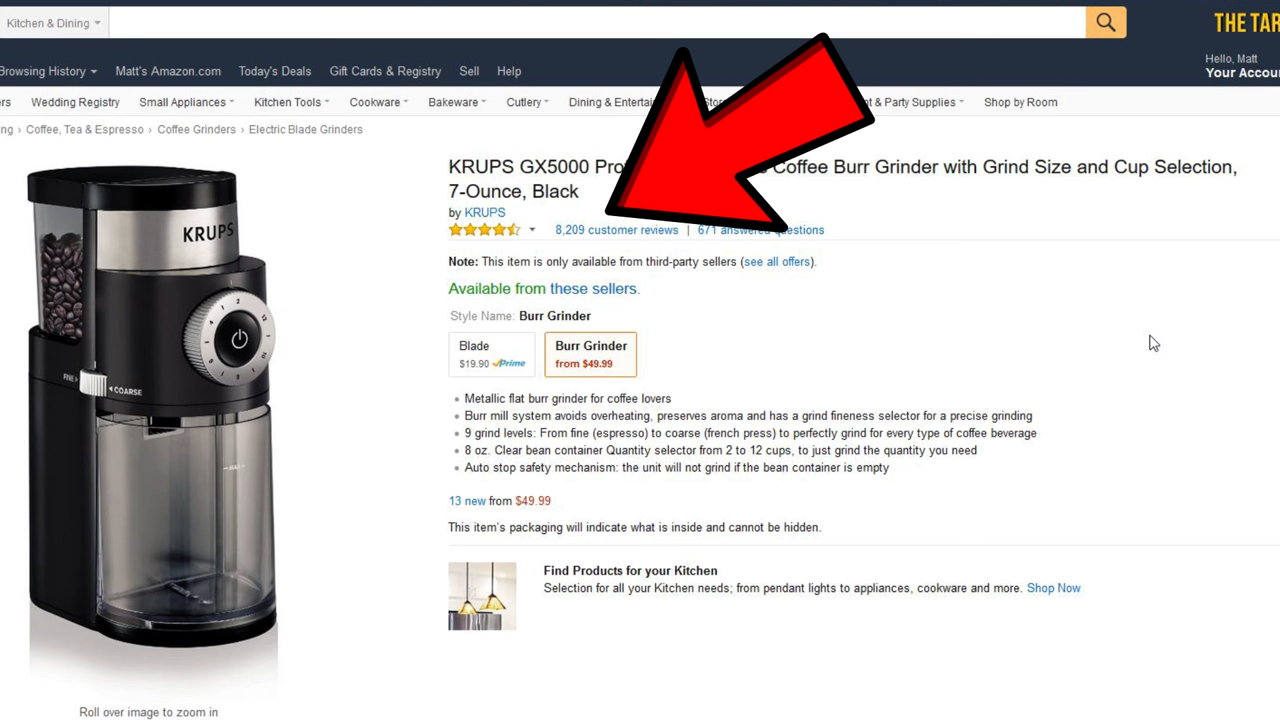 Kitchen & Dining
THE TAR
Browsing History
Matt's Amazon.com
Today's Deals
Gift Cards & Registry
Sell
Help
Hello, Matt
Your Accou
rs
Wedding Registry
Small Appliances
Kitchen Tools
Cookware
Bakeware
Cutlery
Dining & Enterta
& Party Supplies
Shop by Room
ng › Coffee, Tea & Espresso › Coffee Grinders › Electric Blade Grinders
KRUPS GX5000 Pro Coffee Burr Grinder with Grind Size and Cup Selection,
7-Ounce, Black
by KRUPS
8,209 customer reviews | 671 answered questions
Note: This item is only available from third-party sellers (see all offers).
Available from these sellers.
Style Name: Burr Grinder
Blade
$19.90 Prime
Burr Grinder
from $49.99
Metallic flat burr grinder for coffee lovers
Burr mill system avoids overheating, preserves aroma and has a grind fineness selector for a precise grinding
9 grind levels: From fine (espresso) to coarse (french press) to perfectly grind for every type of coffee beverage
8 oz. Clear bean container Quantity selector from 2 to 12 cups, to just grind the quantity you need
Auto stop safety mechanism: the unit will not grind if the bean container is empty
13 new from $49.99
This item's packaging will indicate what is inside and cannot be hidden.
Find Products for your Kitchen
Selection for all your Kitchen needs; from pendant lights to appliances, cookware and more. Shop Now
KRUPS
FINE
COARSE
MAX
Roll over image to zoom in